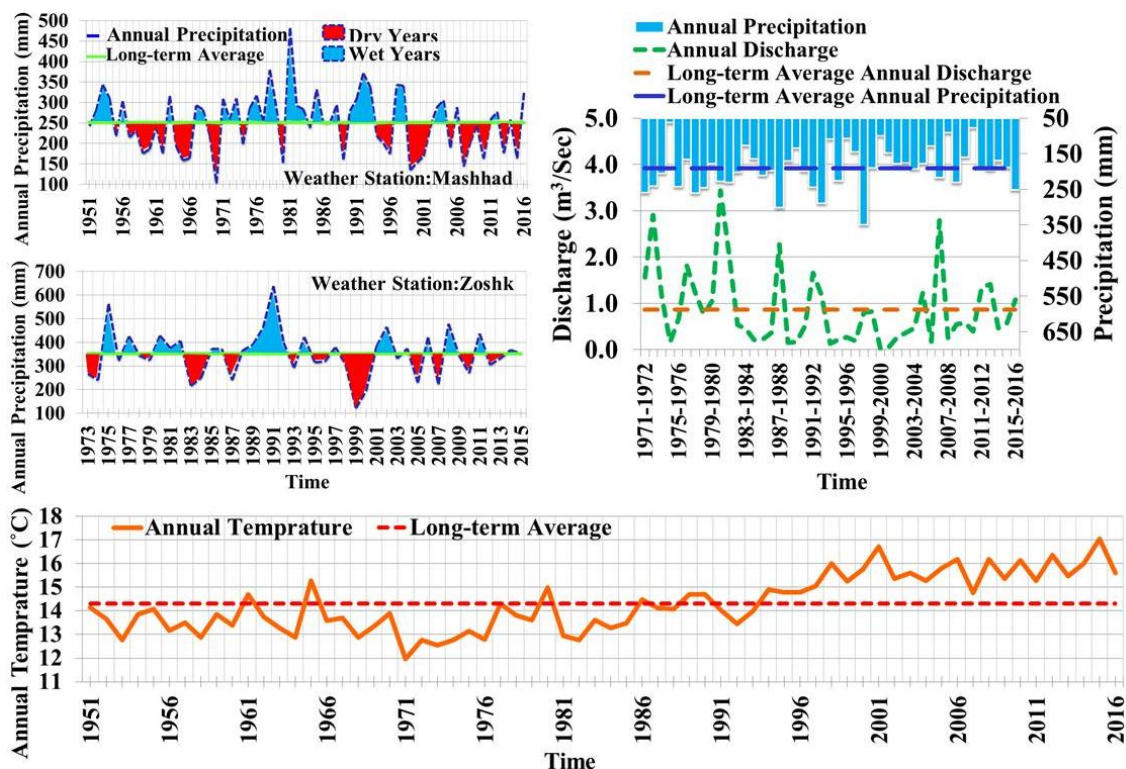 Annual Precipitation (mm)
500
450
400
350
300
250
200
150
100
Annual Precipitation
Long-term Average
Dry Years
Wet Years
Weather Station:Mashhad
1951 1956 1961 1966 1971 1976 1981 1986 1991 1996 2001 2006 2011 2016
Annual Precipitation (mm)
700
600
500
400
300
200
100
Weather Station:Zoshk
1973 1975 1977 1979 1981 1983 1985 1987 1989 1991 1993 1995 1997 1999 2001 2003 2005 2007 2009 2011 2013 2015
Time
Annual Precipitation
Annual Discharge
Long-term Average Annual Discharge
Long-term Average Annual Precipitation
Discharge (m³/Sec)
5.0
4.0
3.0
2.0
1.0
0.0
50
150
250
350
450
550
650
Precipitation (mm)
1971-1972 1975-1976 1979-1980 1983-1984 1987-1988 1991-1992 1995-1996 1999-2000 2003-2004 2007-2008 2011-2012 2015-2016
Time
Annual Temprature (˚C)
18
17
16
15
14
13
12
11
Annual Temprature
Long-term Average
1951 1956 1961 1966 1971 1976 1981 1986 1991 1996 2001 2006 2011 2016
Time